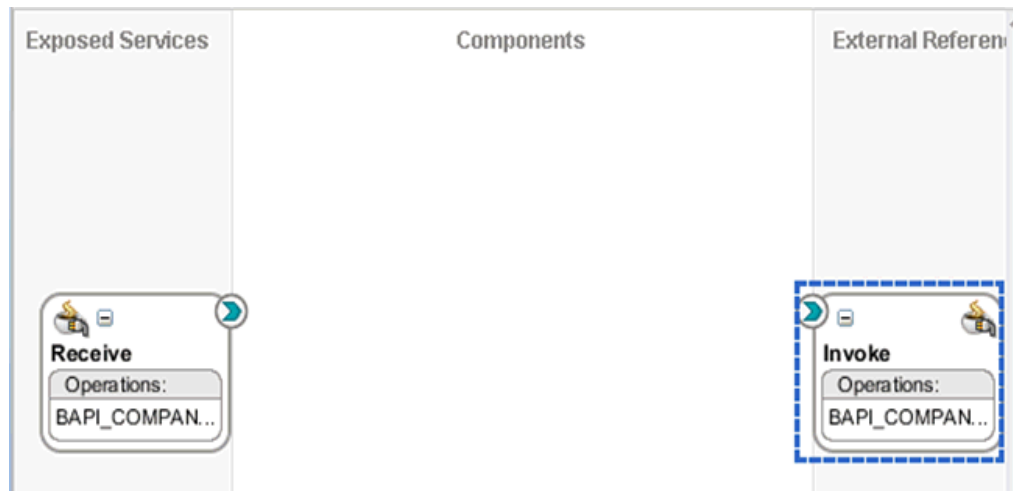 Exposed Services
Components
External Referen
Receive
Operations:
BAPI_COMPAN...
Invoke
Operations:
BAPI_COMPAN...